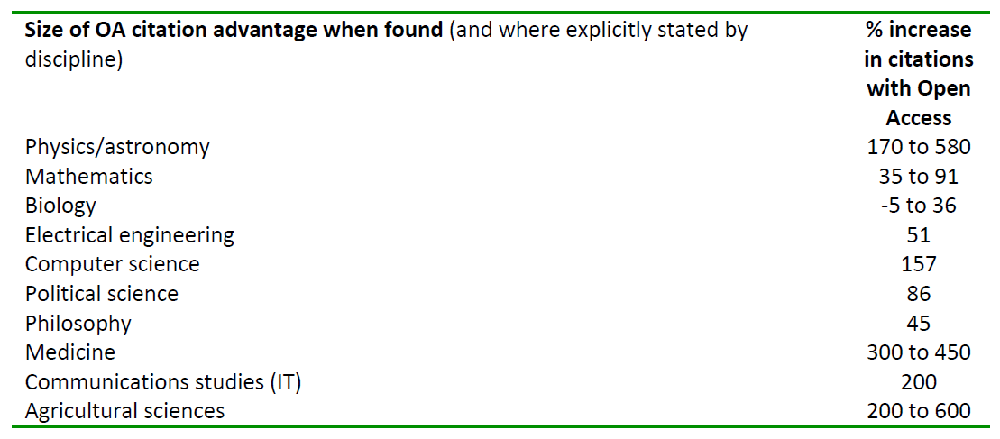 Size of OA citation advantage when found (and where explicitly stated by discipline) % increase in citations with Open Access
Physics/astronomy 170 to 580
Mathematics 35 to 91
Biology -5 to 36
Electrical engineering 51
Computer science 157
Political science 86
Philosophy 45
Medicine 300 to 450
Communications studies (IT) 200
Agricultural sciences 200 to 600